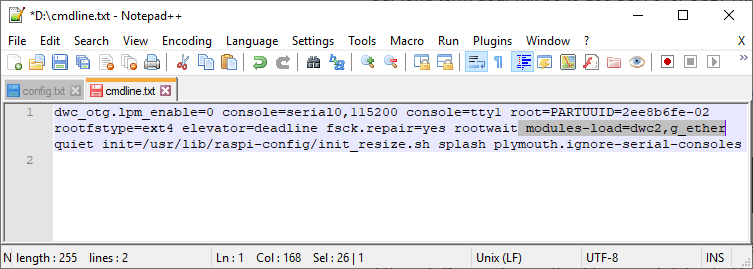 *D:\cmdline.txt - Notepad++
File Edit Search View Encoding Language Settings Tools Macro Run Plugins Window ? X
config.txt cmdline.txt
1 dwc_otg.lpm_enable=0 console=serial0,115200 console=tty1 root=PARTUUID=2ee8b6fe-02
rootfstype=ext4 elevator=deadline fsck.repair=yes rootwait modules-load=dwc2,g_ether
quiet init=/usr/lib/raspi-config/init_resize.sh splash plymouth.ignore-serial-consoles
2
N length : 255 lines : 2 Ln : 1 Col : 168 Sel : 26 | 1 Unix (LF) UTF-8 INS